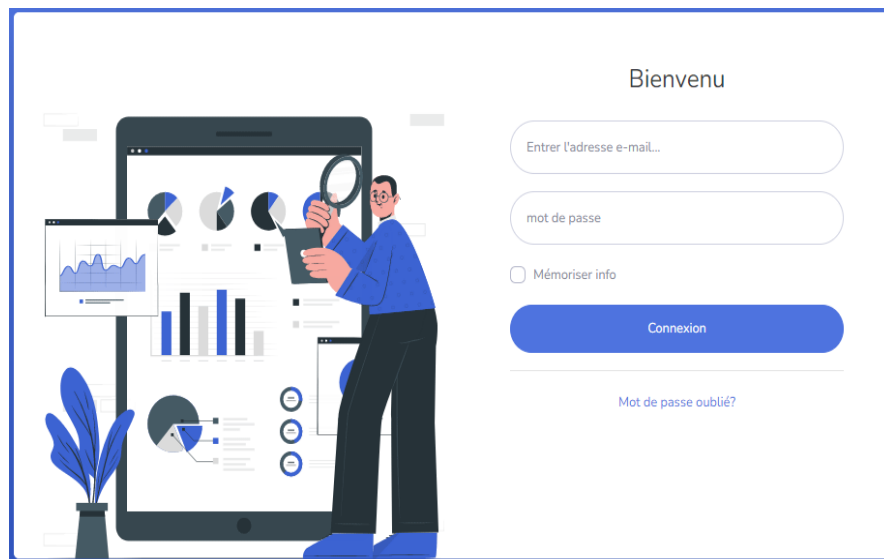 Bienvenu
Entrer l'adresse e-mail...
mot de passe
Mémoriser info
Connexion
Mot de passe oublié?